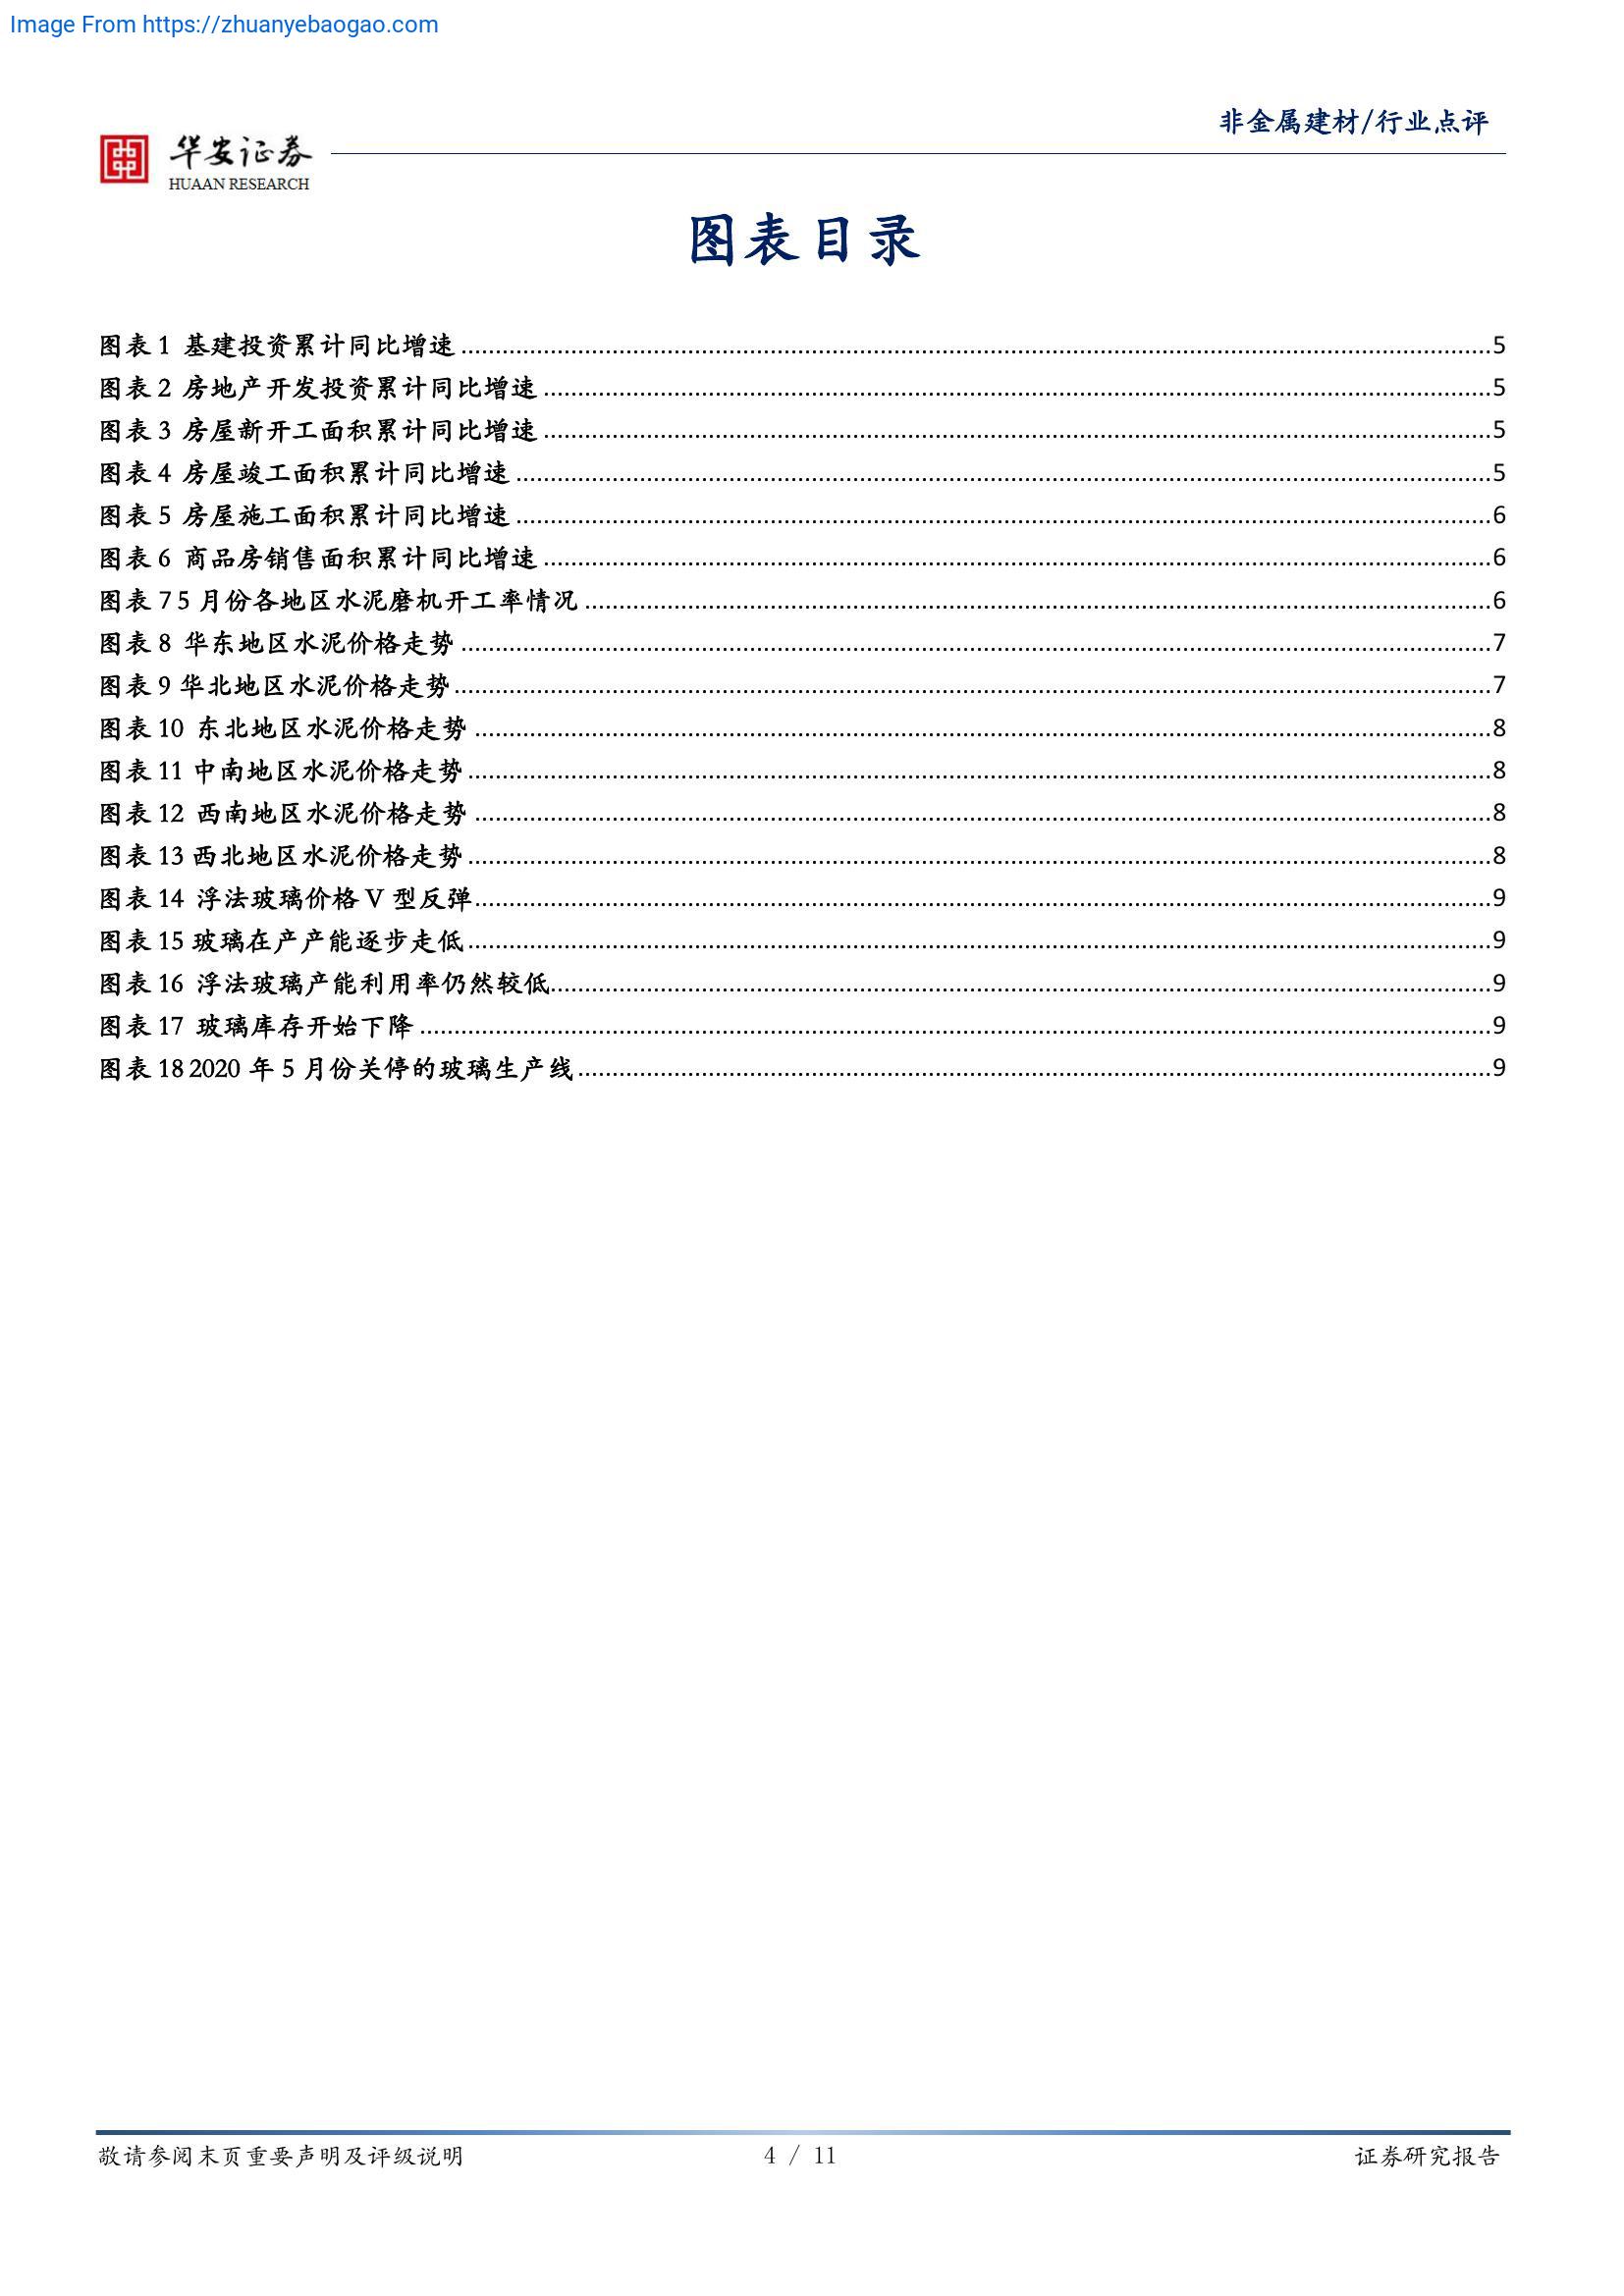 Image From https://zhuanyebaogao.com
非金属建材/行业点评
华安证券
HUAAN RESEARCH
图表目录
图表 1 基建投资累计同比增速 ........ 5
图表 2 房地产开发投资累计同比增速 ........ 5
图表 3 房屋新开工面积累计同比增速 ........ 5
图表 4 房屋竣工面积累计同比增速 ........ 5
图表 5 房屋施工面积累计同比增速 ........ 6
图表 6 商品房销售面积累计同比增速 ........ 6
图表 7 5 月份各地区水泥磨机开工率情况 ........ 6
图表 8 华东地区水泥价格走势 ........ 7
图表 9 华北地区水泥价格走势 ........ 7
图表 10 东北地区水泥价格走势 ........ 8
图表 11 中南地区水泥价格走势 ........ 8
图表 12 西南地区水泥价格走势 ........ 8
图表 13 西北地区水泥价格走势 ........ 8
图表 14 浮法玻璃价格 V 型反弹 ........ 9
图表 15 玻璃在产产能逐步走低 ........ 9
图表 16 浮法玻璃产能利用率仍然较低 ........ 9
图表 17 玻璃库存开始下降 ........ 9
图表 18 2020 年 5 月份关停的玻璃生产线 ........ 9
敬请参阅末页重要声明及评级说明 4 / 11 证券研究报告